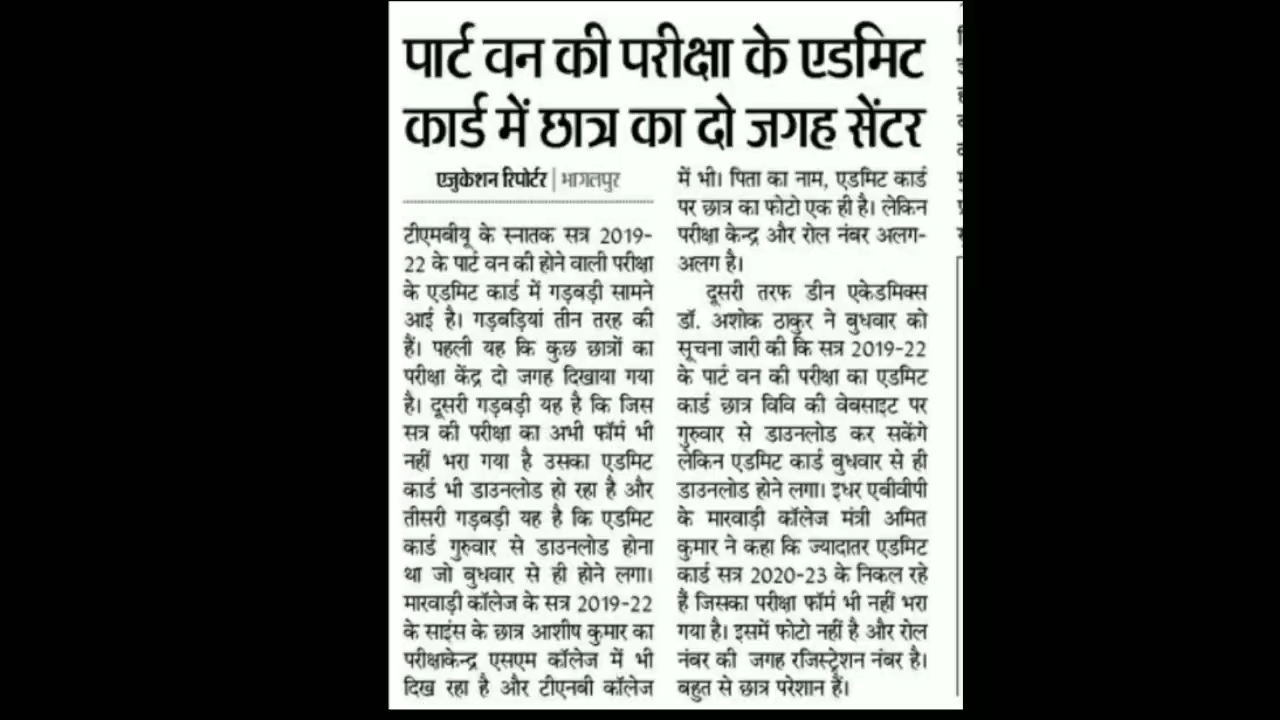 पार्ट वन की परीक्षा के एडमिट
कार्ड में छात्र का दो जगह सेंटर
एजुकेशन रिपोर्टर | भागलपुर
टीएमबीयू के स्नातक सत्र 2019-
22 के पार्ट वन की होने वाली परीक्षा
के एडमिट कार्ड में गड़बड़ी सामने
आई है। गड़बड़ियां तीन तरह की
हैं। पहली यह कि कुछ छात्रों का
परीक्षा केंद्र दो जगह दिखाया गया
है। दूसरी गड़बड़ी यह है कि जिस
सत्र की परीक्षा का अभी फॉर्म भी
नहीं भरा गया है उसका एडमिट
कार्ड भी डाउनलोड हो रहा है और
तीसरी गड़बड़ी यह है कि एडमिट
कार्ड गुरुवार से डाउनलोड होना
था जो बुधवार से ही होने लगा।
मारवाड़ी कॉलेज के सत्र 2019-22
के साइंस के छात्र आशीष कुमार का
परीक्षाकेन्द्र एसएम कॉलेज में भी
दिख रहा है और टीएनबी कॉलेज
में भी। पिता का नाम, एडमिट कार्ड
पर छात्र का फोटो एक ही है। लेकिन
परीक्षा केन्द्र और रोल नंबर अलग-
अलग है।
दूसरी तरफ डीन एकेडमिक्स
डॉ. अशोक ठाकुर ने बुधवार को
सूचना जारी की कि सत्र 2019-22
के पार्ट वन की परीक्षा का एडमिट
कार्ड छात्र विवि की वेबसाइट पर
गुरुवार से डाउनलोड कर सकेंगे
लेकिन एडमिट कार्ड बुधवार से ही
डाउनलोड होने लगा। इधर एबीवीपी
के मारवाड़ी कॉलेज मंत्री अमित
कुमार ने कहा कि ज्यादातर एडमिट
कार्ड सत्र 2020-23 के निकल रहे
हैं जिसका परीक्षा फॉर्म भी नहीं भरा
गया है। इसमें फोटो नहीं है और रोल
नंबर की जगह रजिस्ट्रेशन नंबर है।
बहुत से छात्र परेशान हैं।